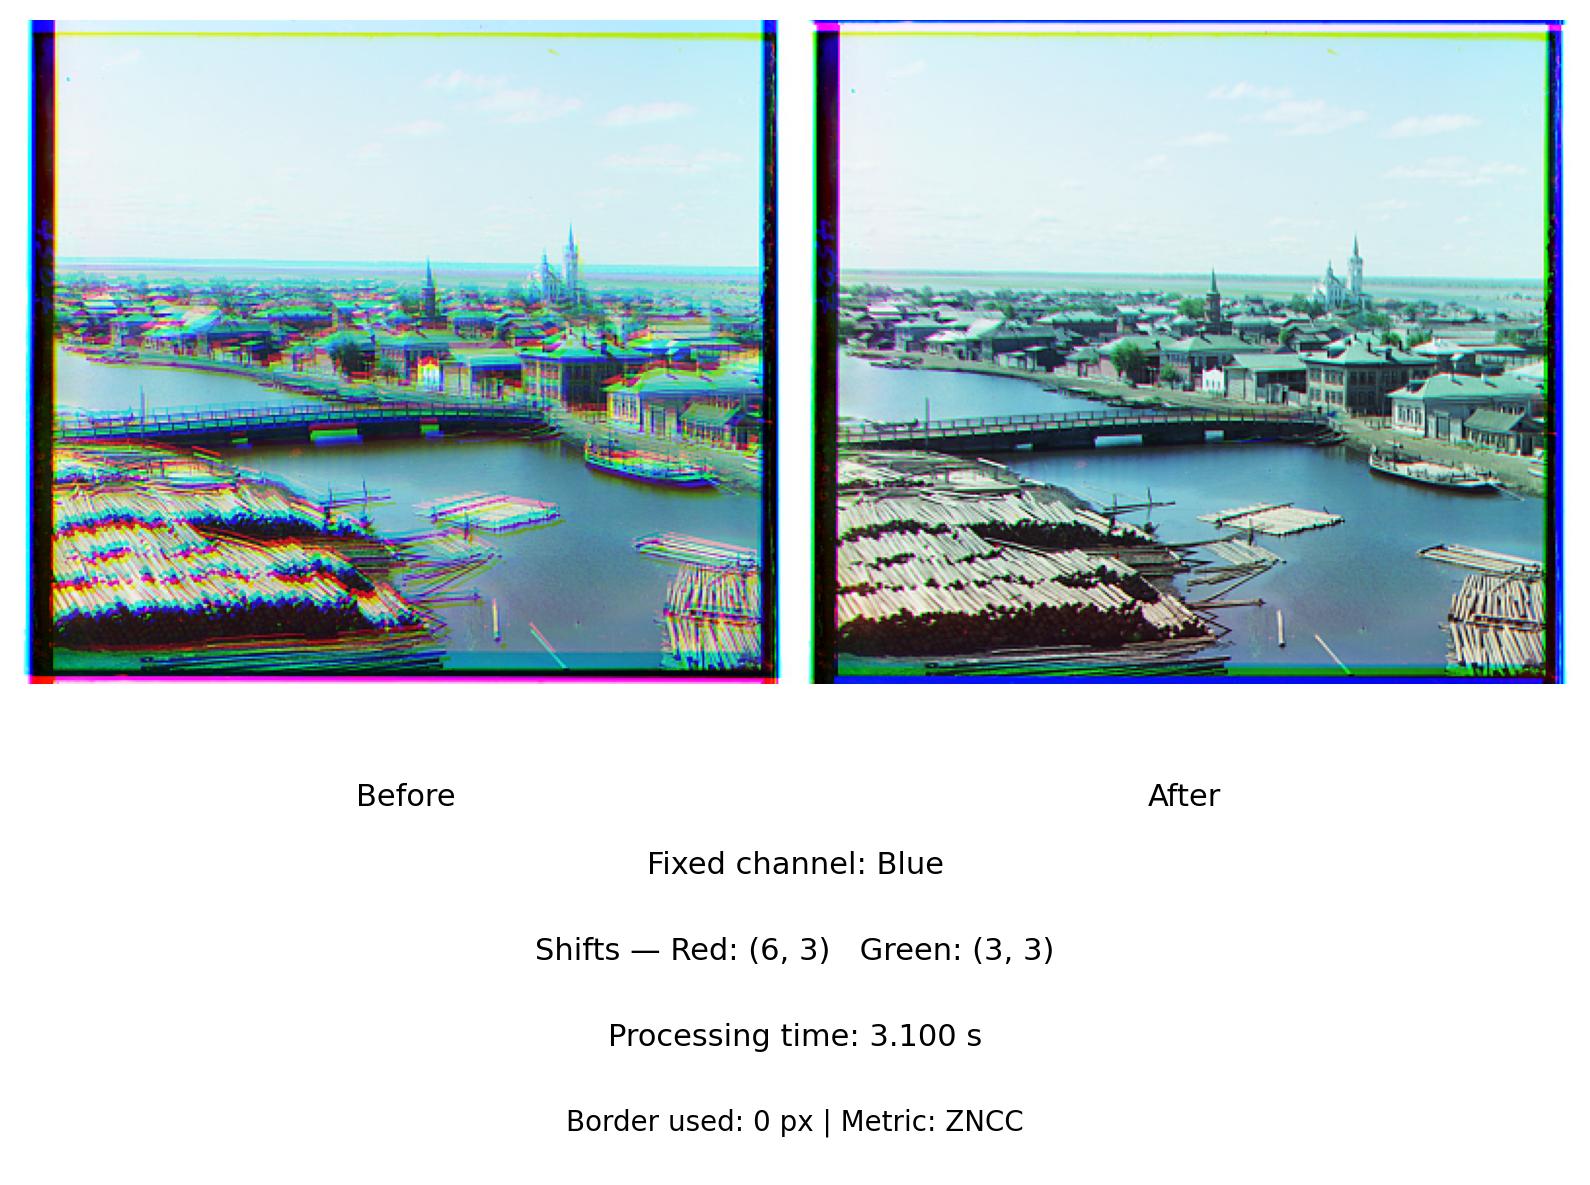 Before
After
Fixed channel: Blue
Shifts — Red: (6, 3)   Green: (3, 3)
Processing time: 3.100 s
Border used: 0 px | Metric: ZNCC